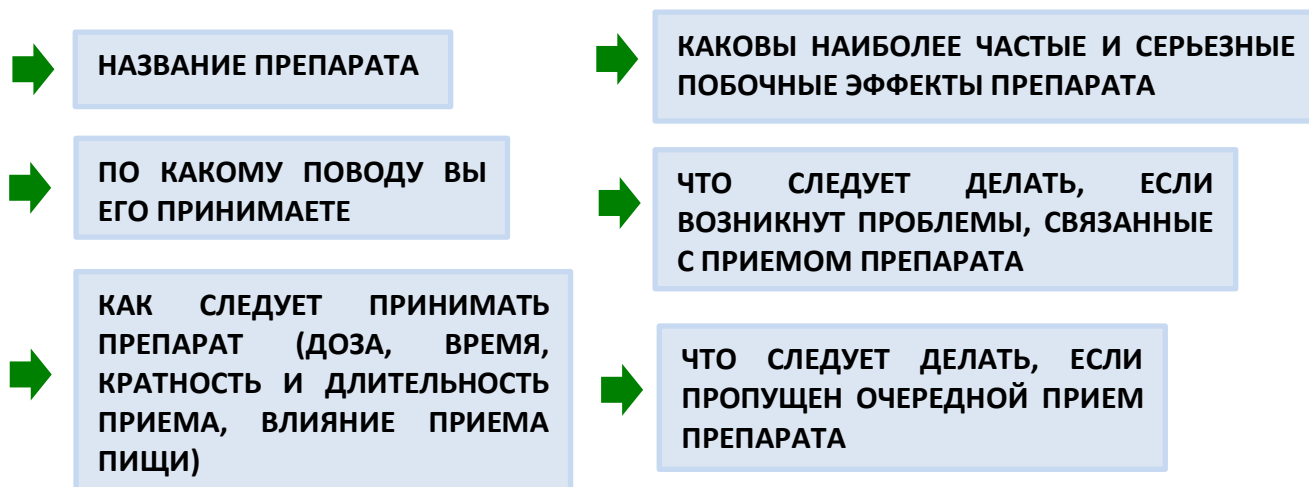 НАЗВАНИЕ ПРЕПАРАТА
ПО КАКОМУ ПОВОДУ ВЫ
ЕГО ПРИНИМАЕТЕ
КАК СЛЕДУЕТ ПРИНИМАТЬ
ПРЕПАРАТ (ДОЗА, ВРЕМЯ,
КРАТНОСТЬ И ДЛИТЕЛЬНОСТЬ
ПРИЕМА, ВЛИЯНИЕ ПРИЕМА
ПИЩИ)
КАКОВЫ НАИБОЛЕЕ ЧАСТЫЕ И СЕРЬЕЗНЫЕ
ПОБОЧНЫЕ ЭФФЕКТЫ ПРЕПАРАТА
ЧТО СЛЕДУЕТ ДЕЛАТЬ, ЕСЛИ
ВОЗНИКНУТ ПРОБЛЕМЫ, СВЯЗАННЫЕ
С ПРИЕМОМ ПРЕПАРАТА
ЧТО СЛЕДУЕТ ДЕЛАТЬ, ЕСЛИ
ПРОПУЩЕН ОЧЕРЕДНОЙ ПРИЕМ
ПРЕПАРАТА